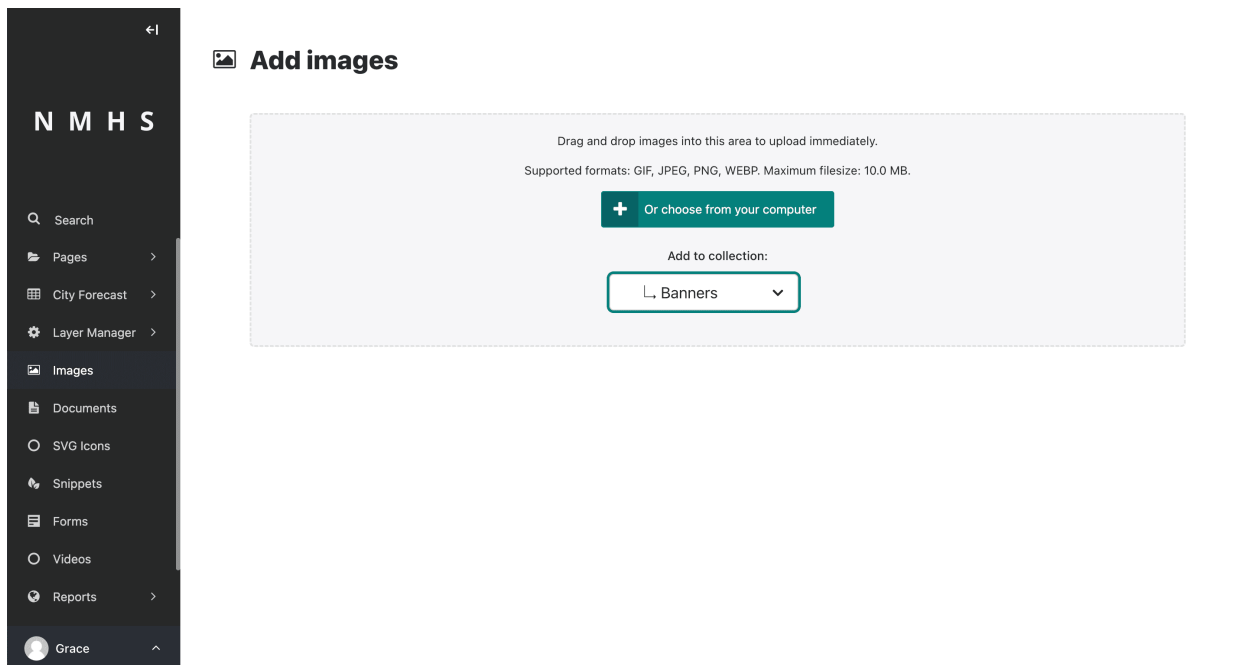 N M H S
Search
Pages
City Forecast
Layer Manager
Images
Documents
SVG Icons
Snippets
Forms
Videos
Reports
Grace
Add images
Drag and drop images into this area to upload immediately.
Supported formats: GIF, JPEG, PNG, WEBP. Maximum filesize: 10.0 MB.
Or choose from your computer
Add to collection:
Banners